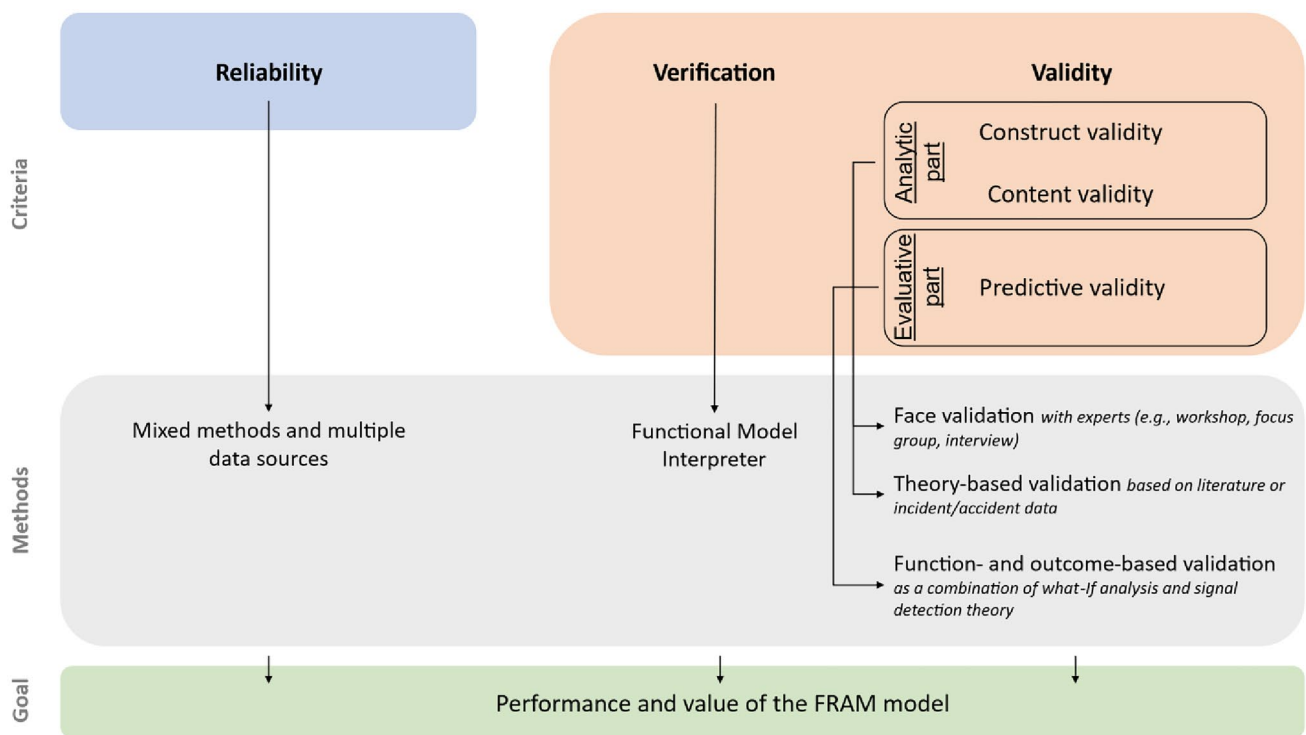 Criteria
Reliability
Verification
Validity
Analytic
part
Construct validity
Content validity
Evaluative
part
Predictive validity
Methods
Mixed methods and multiple
data sources
Functional Model
Interpreter
Face validation with experts (e.g., workshop, focus
group, interview)
Theory-based validation based on literature or
incident/accident data
Function- and outcome-based validation
as a combination of what-If analysis and signal
detection theory
Goal
Performance and value of the FRAM model